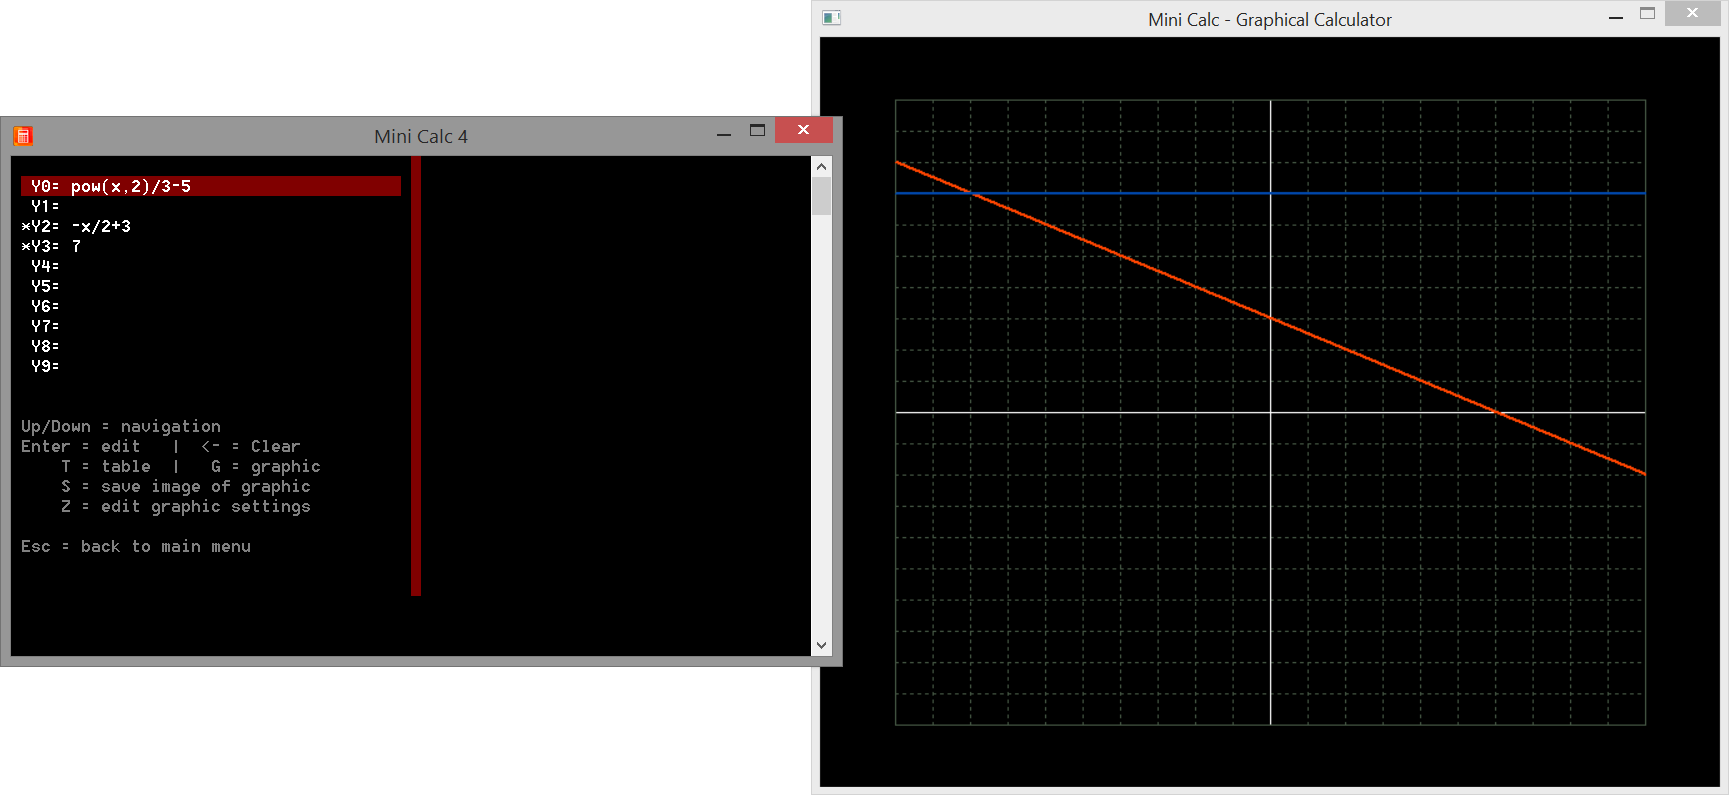 Mini Calc - Graphical Calculator
Mini Calc 4
Y0= pow(x,2)/3-5
Y1=
*Y2= -x/2+3
*Y3= 7
Y4=
Y5=
Y6=
Y7=
Y8=
Y9=
Up/Down = navigation
Enter = edit | <- = Clear
T = table | G = graphic
S = save image of graphic
Z = edit graphic settings
Esc = back to main menu